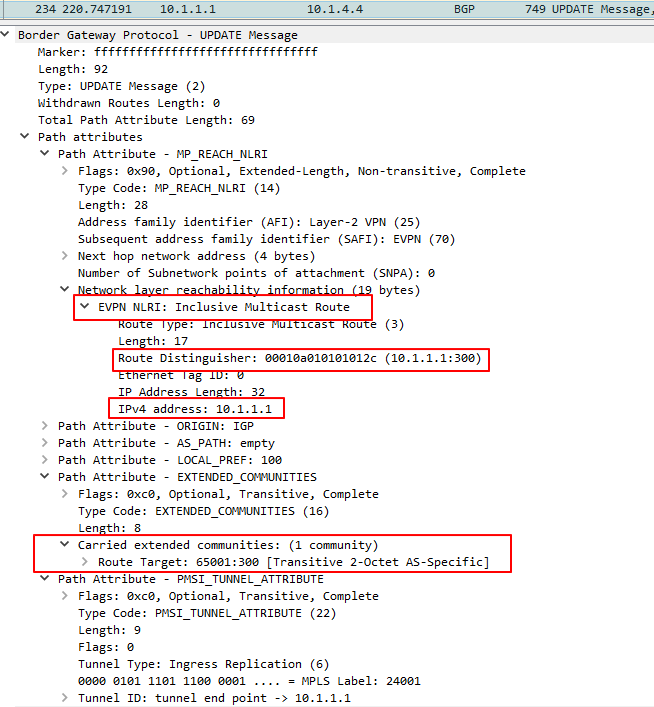 234 220.747191 10.1.1.1 10.1.4.4 BGP 749 UPDATE Message,
Border Gateway Protocol - UPDATE Message
Marker: ffffffffffffffffffffffffffffffff
Length: 92
Type: UPDATE Message (2)
Withdrawn Routes Length: 0
Total Path Attribute Length: 69
Path attributes
Path Attribute - MP_REACH_NLRI
Flags: 0x90, Optional, Extended-Length, Non-transitive, Complete
Type Code: MP_REACH_NLRI (14)
Length: 28
Address family identifier (AFI): Layer-2 VPN (25)
Subsequent address family identifier (SAFI): EVPN (70)
Next hop network address (4 bytes)
Number of Subnetwork points of attachment (SNPA): 0
Network layer reachability information (19 bytes)
EVPN NLRI: Inclusive Multicast Route
Route Type: Inclusive Multicast Route (3)
Length: 17
Route Distinguisher: 00010a010101012c (10.1.1.1:300)
Ethernet Tag ID: 0
IP Address Length: 32
IPv4 address: 10.1.1.1
Path Attribute - ORIGIN: IGP
Path Attribute - AS_PATH: empty
Path Attribute - LOCAL_PREF: 100
Path Attribute - EXTENDED_COMMUNITIES
Flags: 0xc0, Optional, Transitive, Complete
Type Code: EXTENDED_COMMUNITIES (16)
Length: 8
Carried extended communities: (1 community)
Route Target: 65001:300 [Transitive 2-Octet AS-Specific]
Path Attribute - PMSI_TUNNEL_ATTRIBUTE
Flags: 0xc0, Optional, Transitive, Complete
Type Code: PMSI_TUNNEL_ATTRIBUTE (22)
Length: 9
Flags: 0
Tunnel Type: Ingress Replication (6)
0000 0101 1101 1100 0001 .... = MPLS Label: 24001
Tunnel ID: tunnel end point -> 10.1.1.1